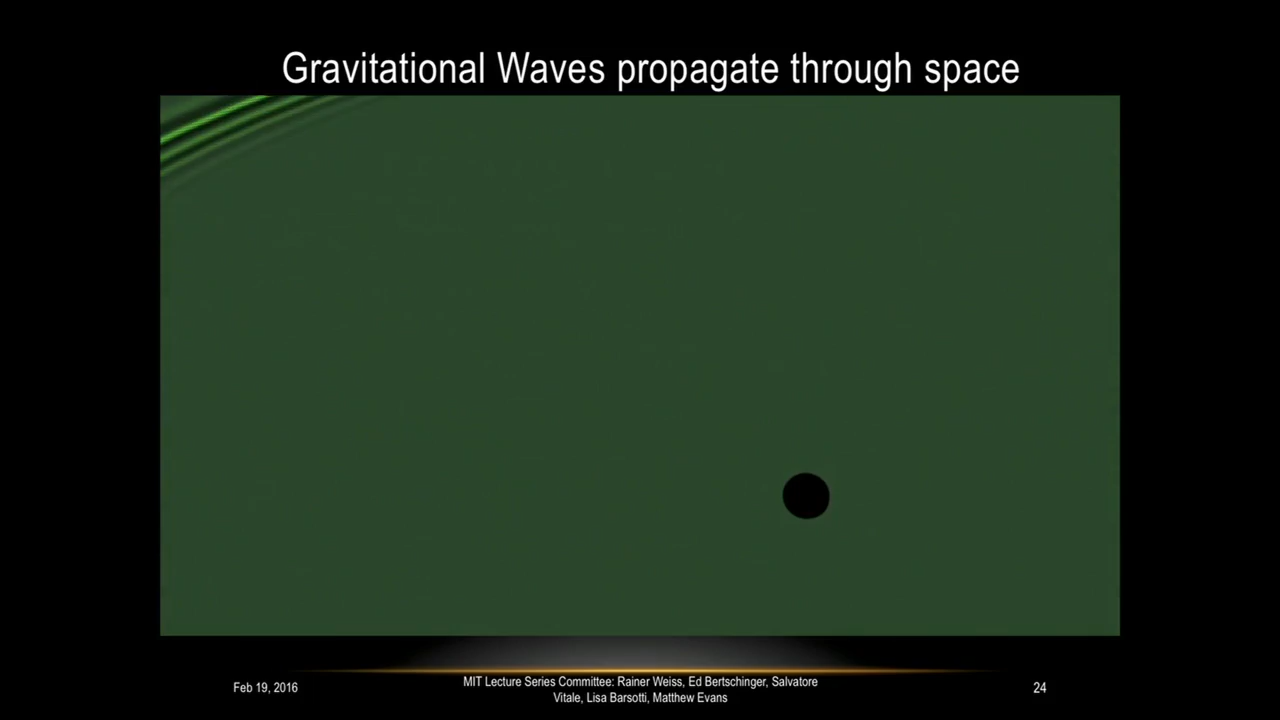 Gravitational Waves propagate through space
Feb 19, 2016
MIT Lecture Series Committee: Rainer Weiss, Ed Bertschinger, Salvatore
Vitale, Lisa Barsotti, Matthew Evans
24